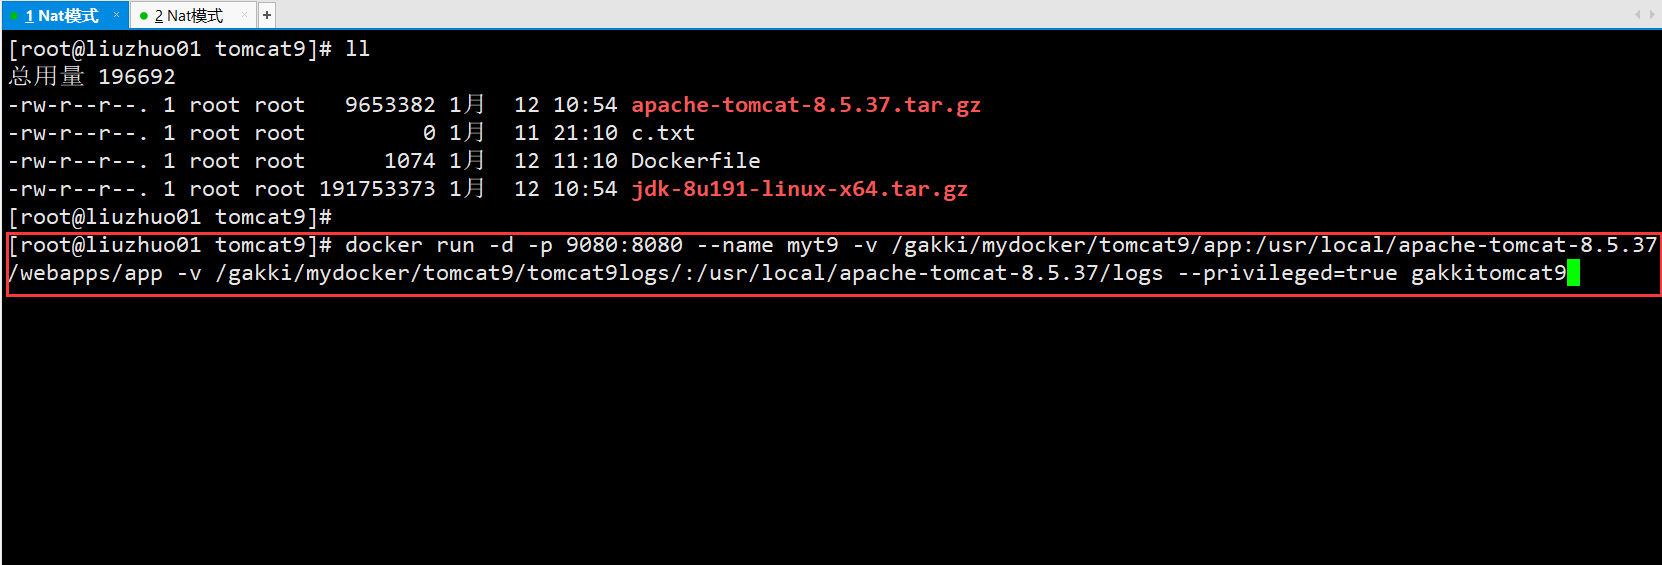 1 Nat模式 × 2 Nat模式 × +
[root@liuzhuo01 tomcat9]# ll
总用量 196692
-rw-r--r--. 1 root root   9653382 1月  12 10:54 apache-tomcat-8.5.37.tar.gz
-rw-r--r--. 1 root root         0 1月  11 21:10 c.txt
-rw-r--r--. 1 root root      1074 1月  12 11:10 Dockerfile
-rw-r--r--. 1 root root 191753373 1月  12 10:54 jdk-8u191-linux-x64.tar.gz
[root@liuzhuo01 tomcat9]#
[root@liuzhuo01 tomcat9]# docker run -d -p 9080:8080 --name myt9 -v /gakki/mydocker/tomcat9/app:/usr/local/apache-tomcat-8.5.37
/webapps/app -v /gakki/mydocker/tomcat9/tomcat9logs/:/usr/local/apache-tomcat-8.5.37/logs --privileged=true gakkitomcat9